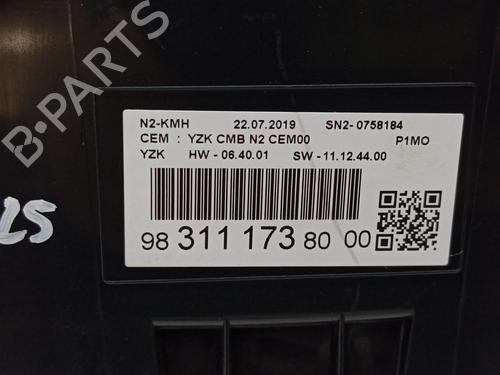 N2-KMH 22.07.2019 SN2- 0758184
CEM : YZK CMB N2 CEM00 P1MO
YZK HW - 06.40.01 SW - 11.12.44.00
98 311 173 80 00
B-PARTS